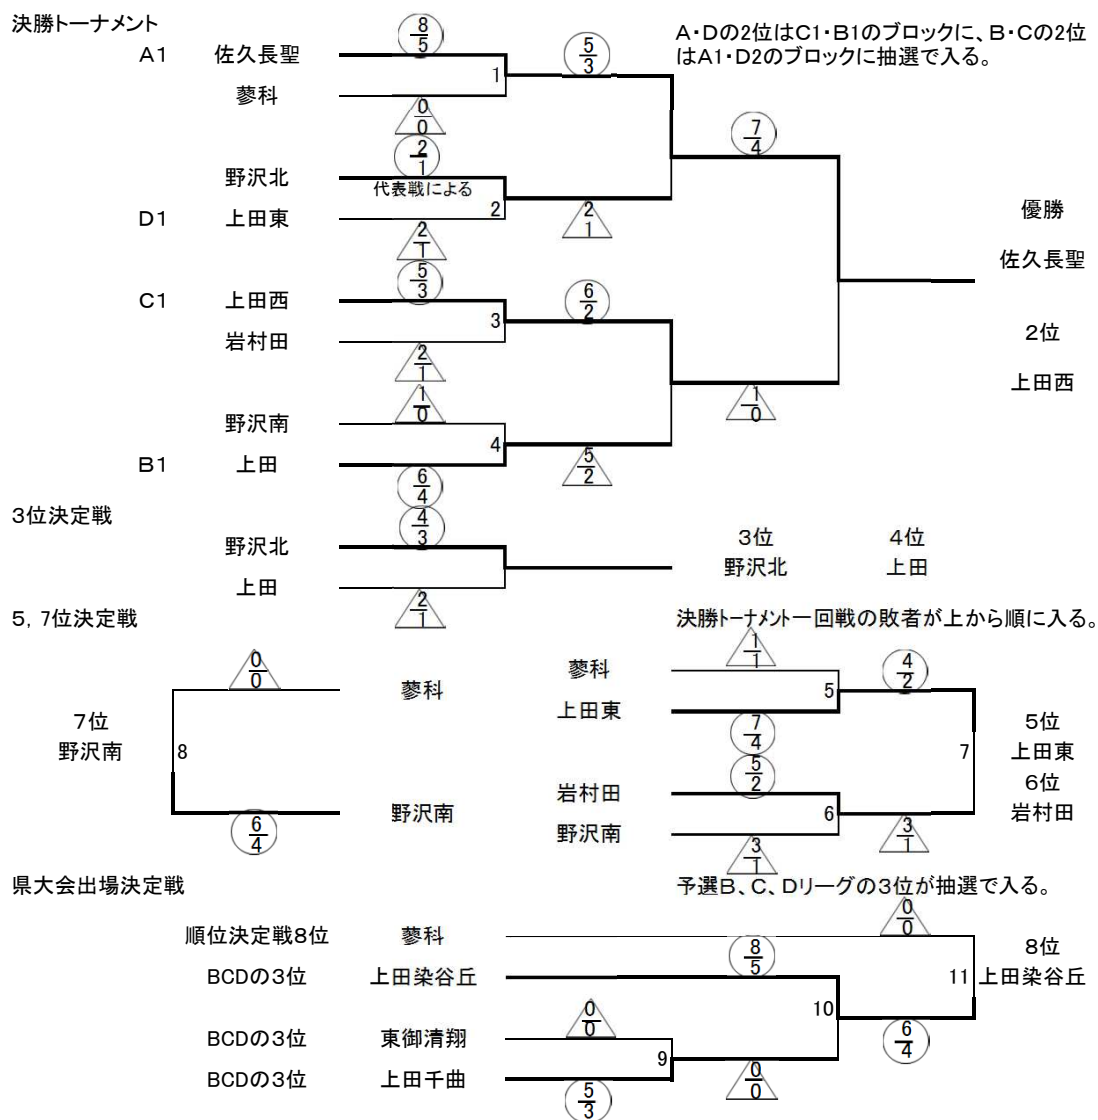 決勝トーナメント
A・Dの2位はC1・B1のブロックに、B・Cの2位
はA1・D2のブロックに抽選で入る。
A1 佐久長聖 8/5
1 5/3
蓼科 0/0
7/4
野沢北 2/1
代表戦による
2 2/1
D1 上田東 2/1
優勝
佐久長聖
C1 上田西 5/3
3 6/2
岩村田 2/1
2位
上田西
1/0
野沢南 1/0
4 5/2
B1 上田 6/4
3位決定戦
野沢北 4/3
上田 2/1
3位 4位
野沢北 上田
5,7位決定戦
決勝トーナメント一回戦の敗者が上から順に入る。
0/0 蓼科
7位
野沢南 8
6/4 野沢南
蓼科 1/1
5 4/2
上田東 7/4
7
5位
上田東
6位
岩村田
岩村田 5/2
6 3/1
野沢南 3/1
県大会出場決定戦
予選B、C、Dリーグの3位が抽選で入る。
順位決定戦8位 蓼科 0/0
BCDの3位 上田染谷丘 8/5
11
8位
上田染谷丘
10 6/4
BCDの3位 東御清翔 0/0
9 0/0
BCDの3位 上田千曲 5/3